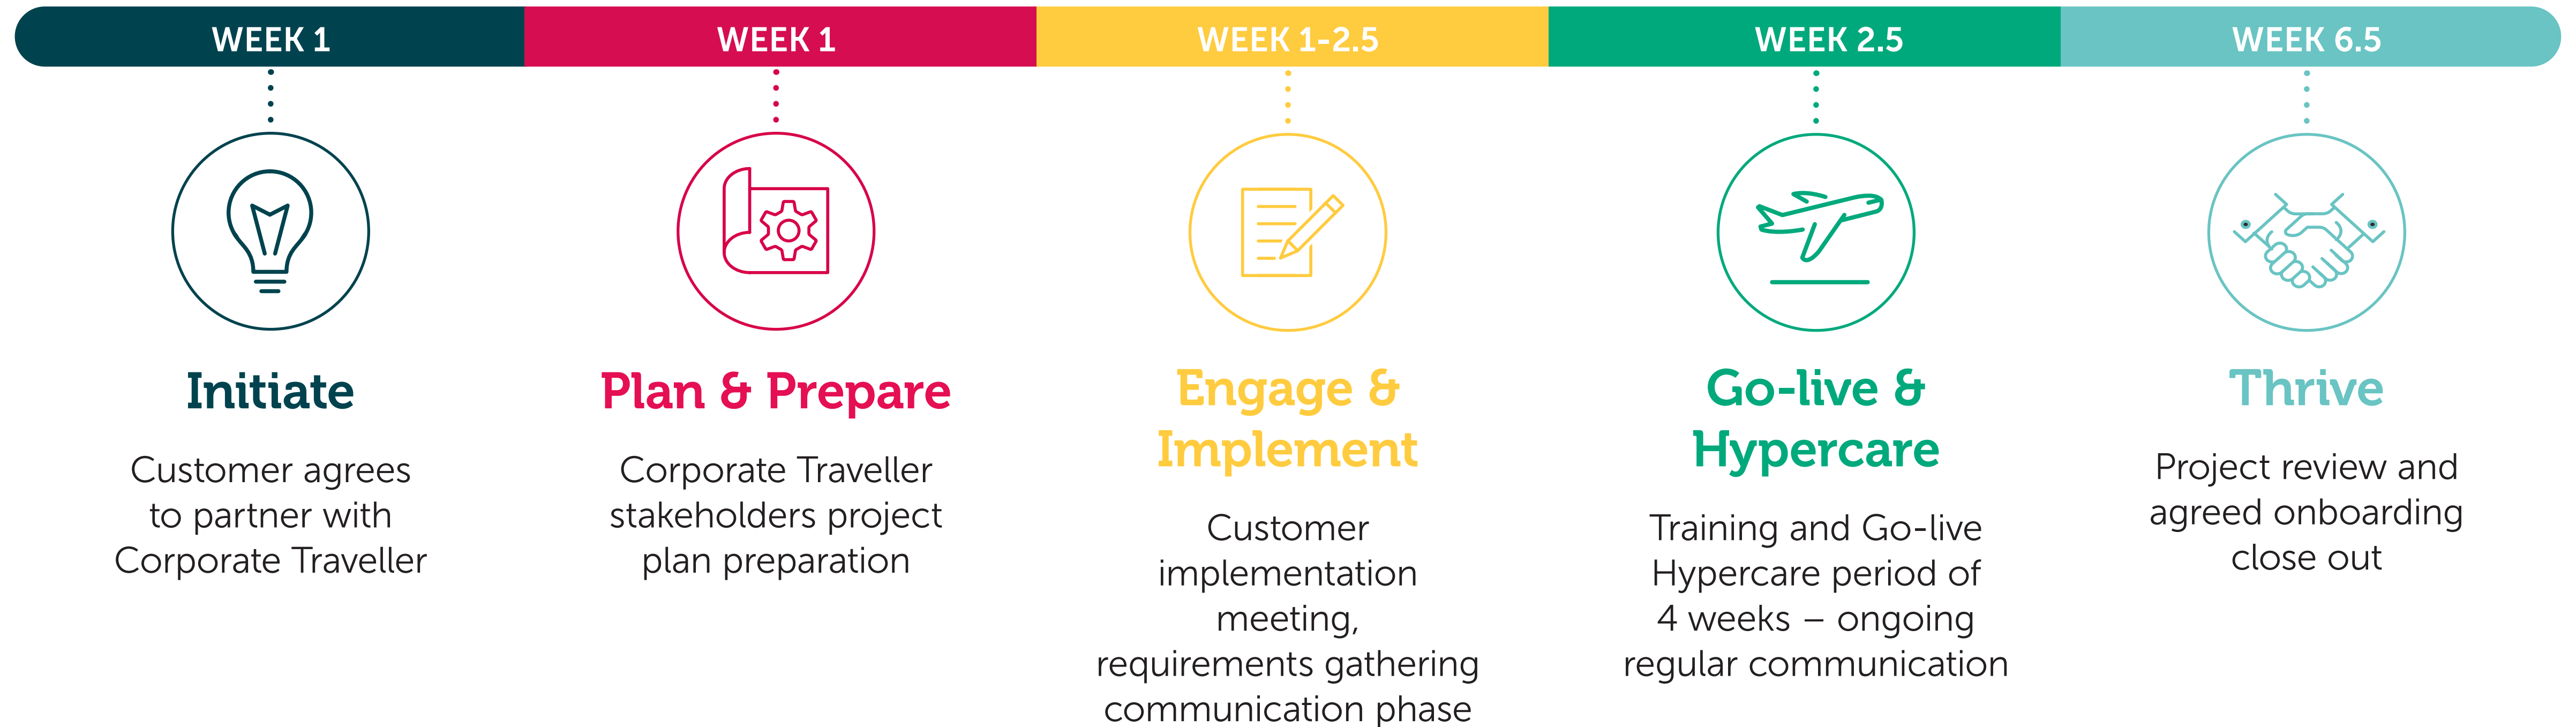 WEEK 1
WEEK 1
WEEK 1-2.5
WEEK 2.5
WEEK 6.5
Initiate
Customer agrees
to partner with
Corporate Traveller
Plan & Prepare
Corporate Traveller
stakeholders project
plan preparation
Engage &
Implement
Customer
implementation
meeting,
requirements gathering
communication phase
Go-live &
Hypercare
Training and Go-live
Hypercare period of
4 weeks – ongoing
regular communication
Thrive
Project review and
agreed onboarding
close out